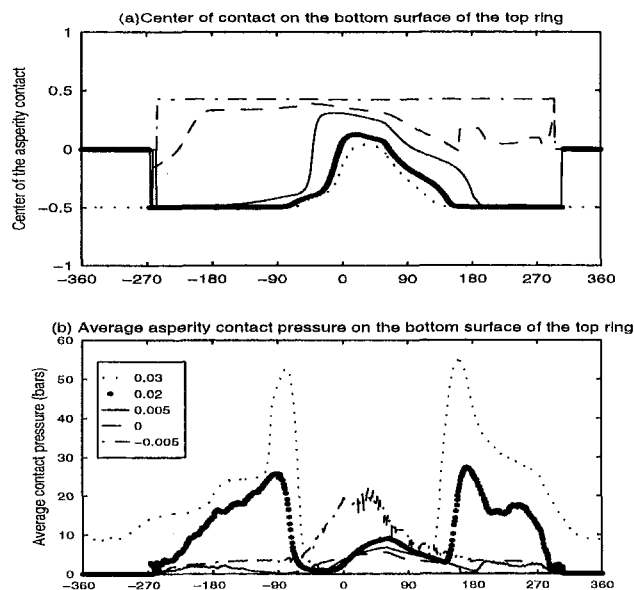 (a)Center of contact on the bottom surface of the top ring
Center of the asperity contact
1
0.5
0
−0.5
−1
−360 −270 −180 −90 0 90 180 270 360
(b) Average asperity contact pressure on the bottom surface of the top ring
Average contact pressure (bars)
60
50
40
30
20
10
0
0.03
0.02
0.005
0
−0.005
−360 −270 −180 −90 0 90 180 270 360